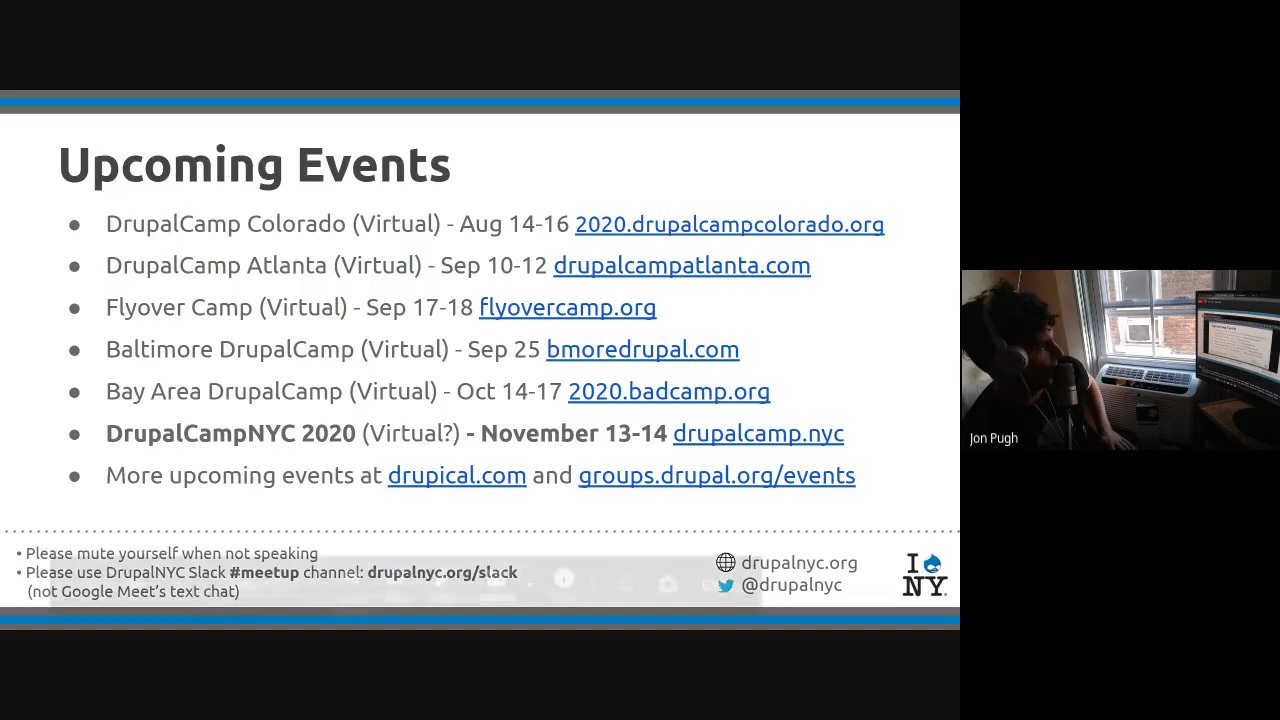 Upcoming Events
● DrupalCamp Colorado (Virtual) - Aug 14-16 2020.drupalcampcolorado.org
● DrupalCamp Atlanta (Virtual) - Sep 10-12 drupalcampatlanta.com
● Flyover Camp (Virtual) - Sep 17-18 flyovercamp.org
● Baltimore DrupalCamp (Virtual) - Sep 25 bmoredrupal.com
● Bay Area DrupalCamp (Virtual) - Oct 14-17 2020.badcamp.org
● DrupalCampNYC 2020 (Virtual?) - November 13-14 drupalcamp.nyc
● More upcoming events at drupical.com and groups.drupal.org/events
• Please mute yourself when not speaking
• Please use DrupalNYC Slack #meetup channel: drupalnyc.org/slack
(not Google Meet's text chat)
drupalnyc.org
@drupalnyc
I
NY.
Jon Pugh